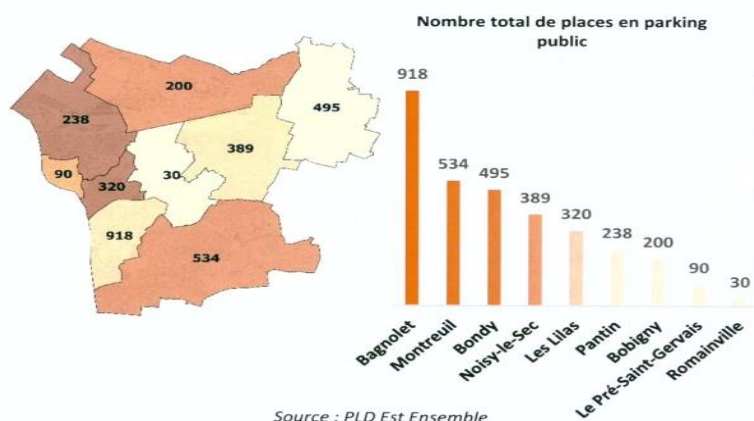 Nombre total de places en parking
public
200
495
238
389
90
320
30
918
534
918
534
495
389
320
238
200
90
30
Bagnolet
Montreuil
Bondy
Noisy-le-Sec
Les Lilas
Pantin
Bobigny
Le Pré-Saint-Gervais
Romainville
Source : PLD Est Ensemble